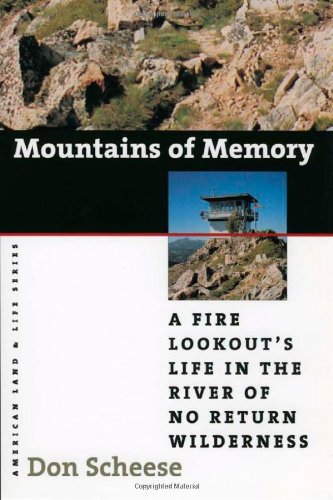 Mountains of Memory
A FIRE
LOOKOUT'S
LIFE IN THE
RIVER OF
NO RETURN
WILDERNESS
AMERICAN LAND & LIFE SERIES
Don Scheese